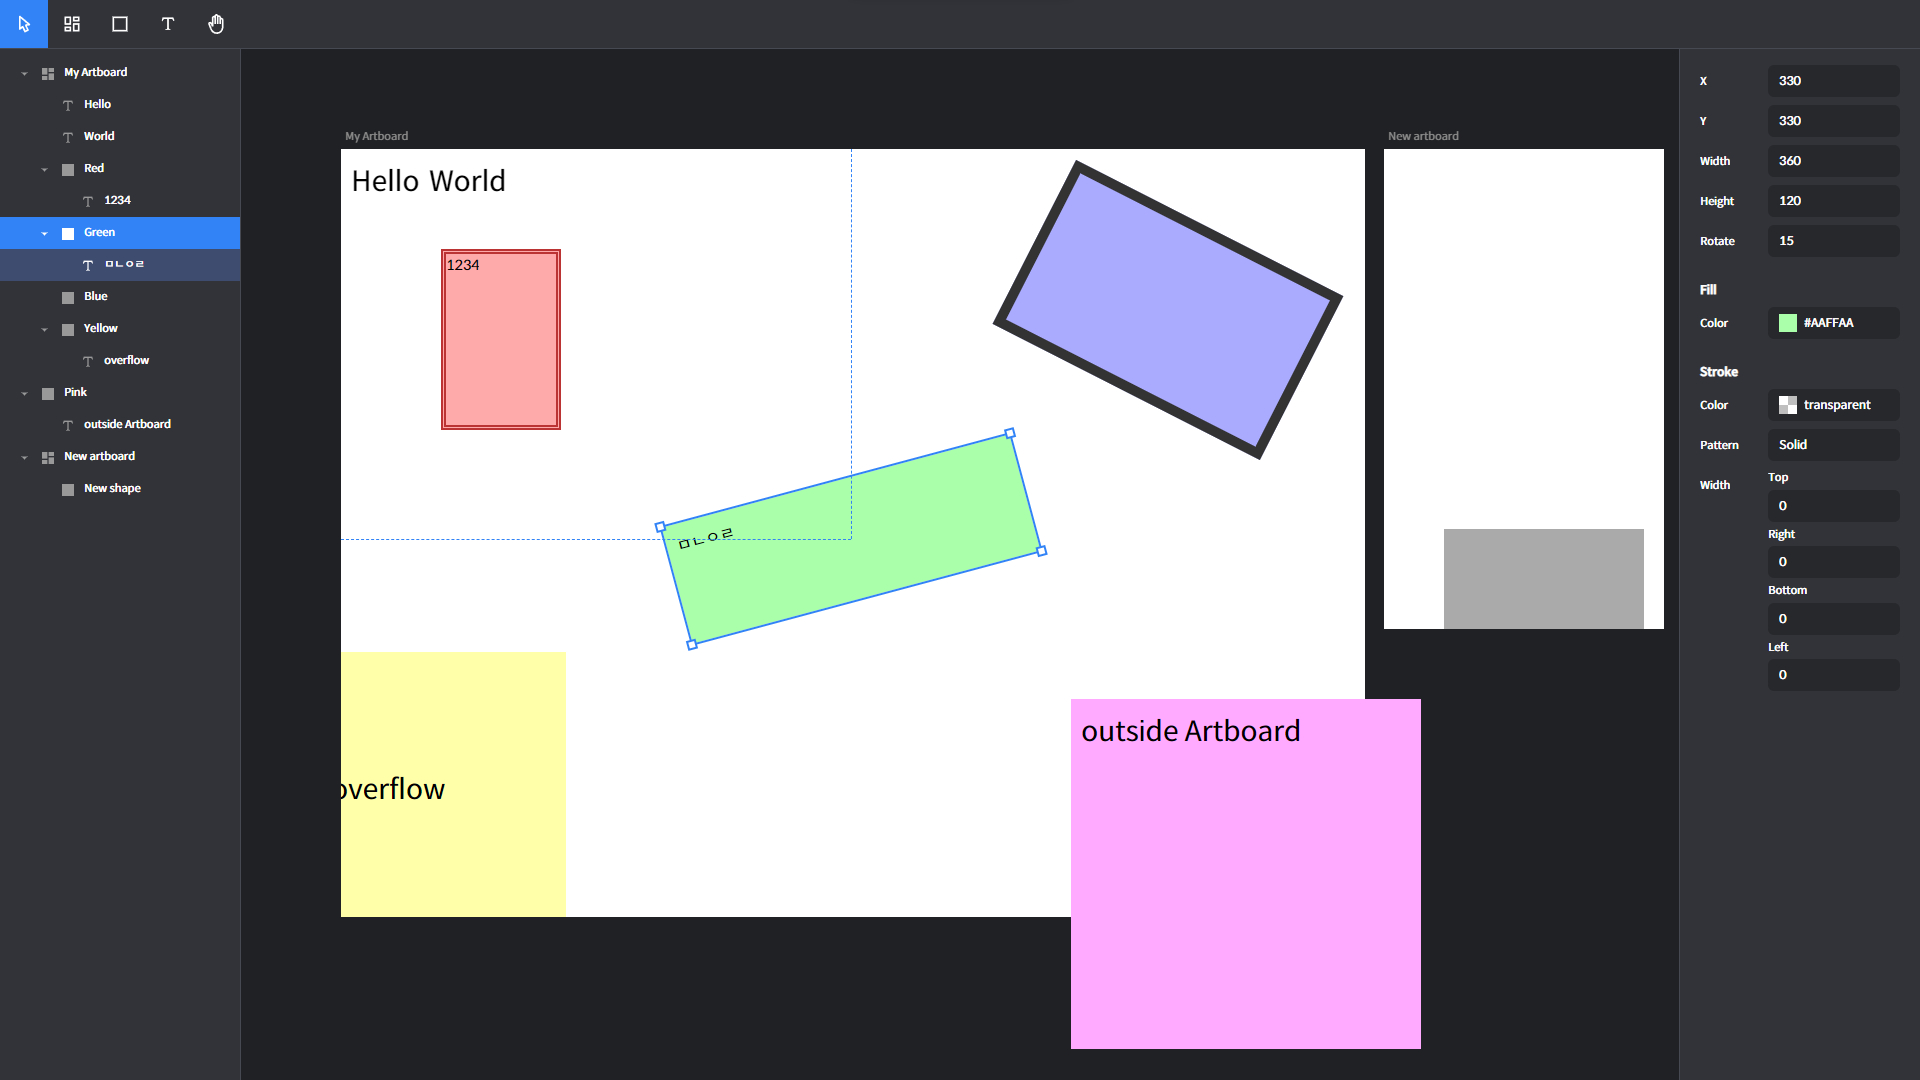 My Artboard
Hello
World
Red
1234
Green
ㅁㄴㅇㄹ
Blue
Yellow
overflow
Pink
outside Artboard
New artboard
New shape
My Artboard
New artboard
Hello World
1234
ㅁㄴㅇㄹ
overflow
outside Artboard
X 330
Y 330
Width 360
Height 120
Rotate 15
Fill
Color #AAFFAA
Stroke
Color transparent
Pattern Solid
Width
Top
0
Right
0
Bottom
0
Left
0